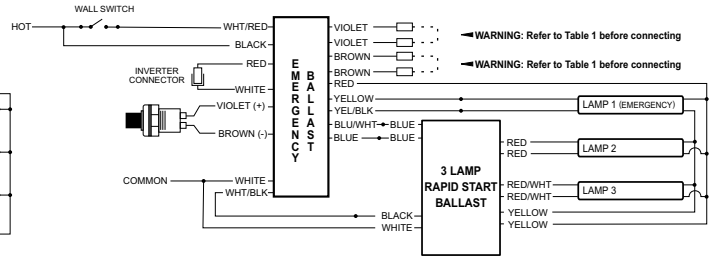 WALL SWITCH
HOT
WHT/RED
BLACK
RED
INVERTER
CONNECTOR
WHITE
VIOLET (+)
BROWN (-)
COMMON
WHITE
WHT/BLK
EMERGENCY
BALLAST
VIOLET
VIOLET
BROWN
BROWN
RED
YELLOW
YEL/BLK
BLU/WHT
BLUE
BLUE
BLUE
WARNING: Refer to Table 1 before connecting
WARNING: Refer to Table 1 before connecting
BLACK
WHITE
3 LAMP
RAPID START
BALLAST
RED
RED
RED/WHT
RED/WHT
YELLOW
YELLOW
LAMP 1 (EMERGENCY)
LAMP 2
LAMP 3